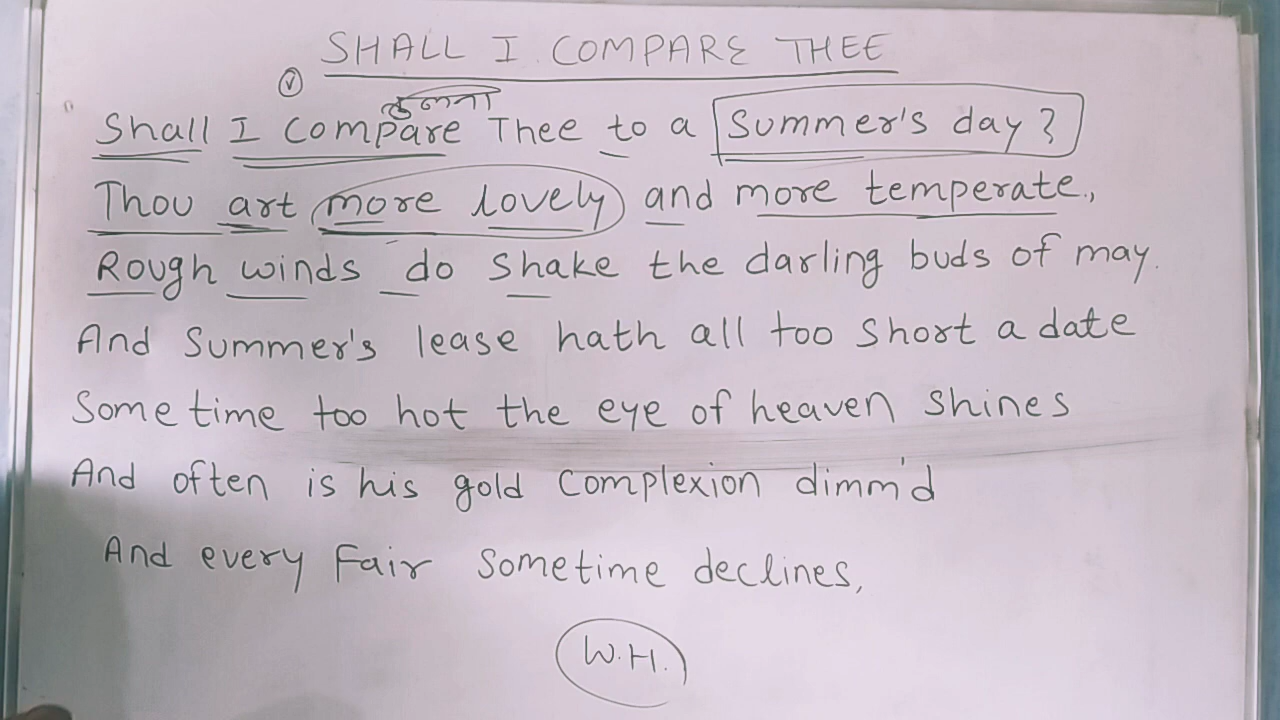 SHALL I COMPARE THEE
तुलना
Shall I compare Thee to a Summer's day?
Thou art more lovely and more temperate.,
Rough winds do shake the darling buds of may.
And Summer's lease hath all too short a date
Sometime too hot the eye of heaven shines
And often is his gold complexion dimm'd
And every Fair sometime declines,
W.H.